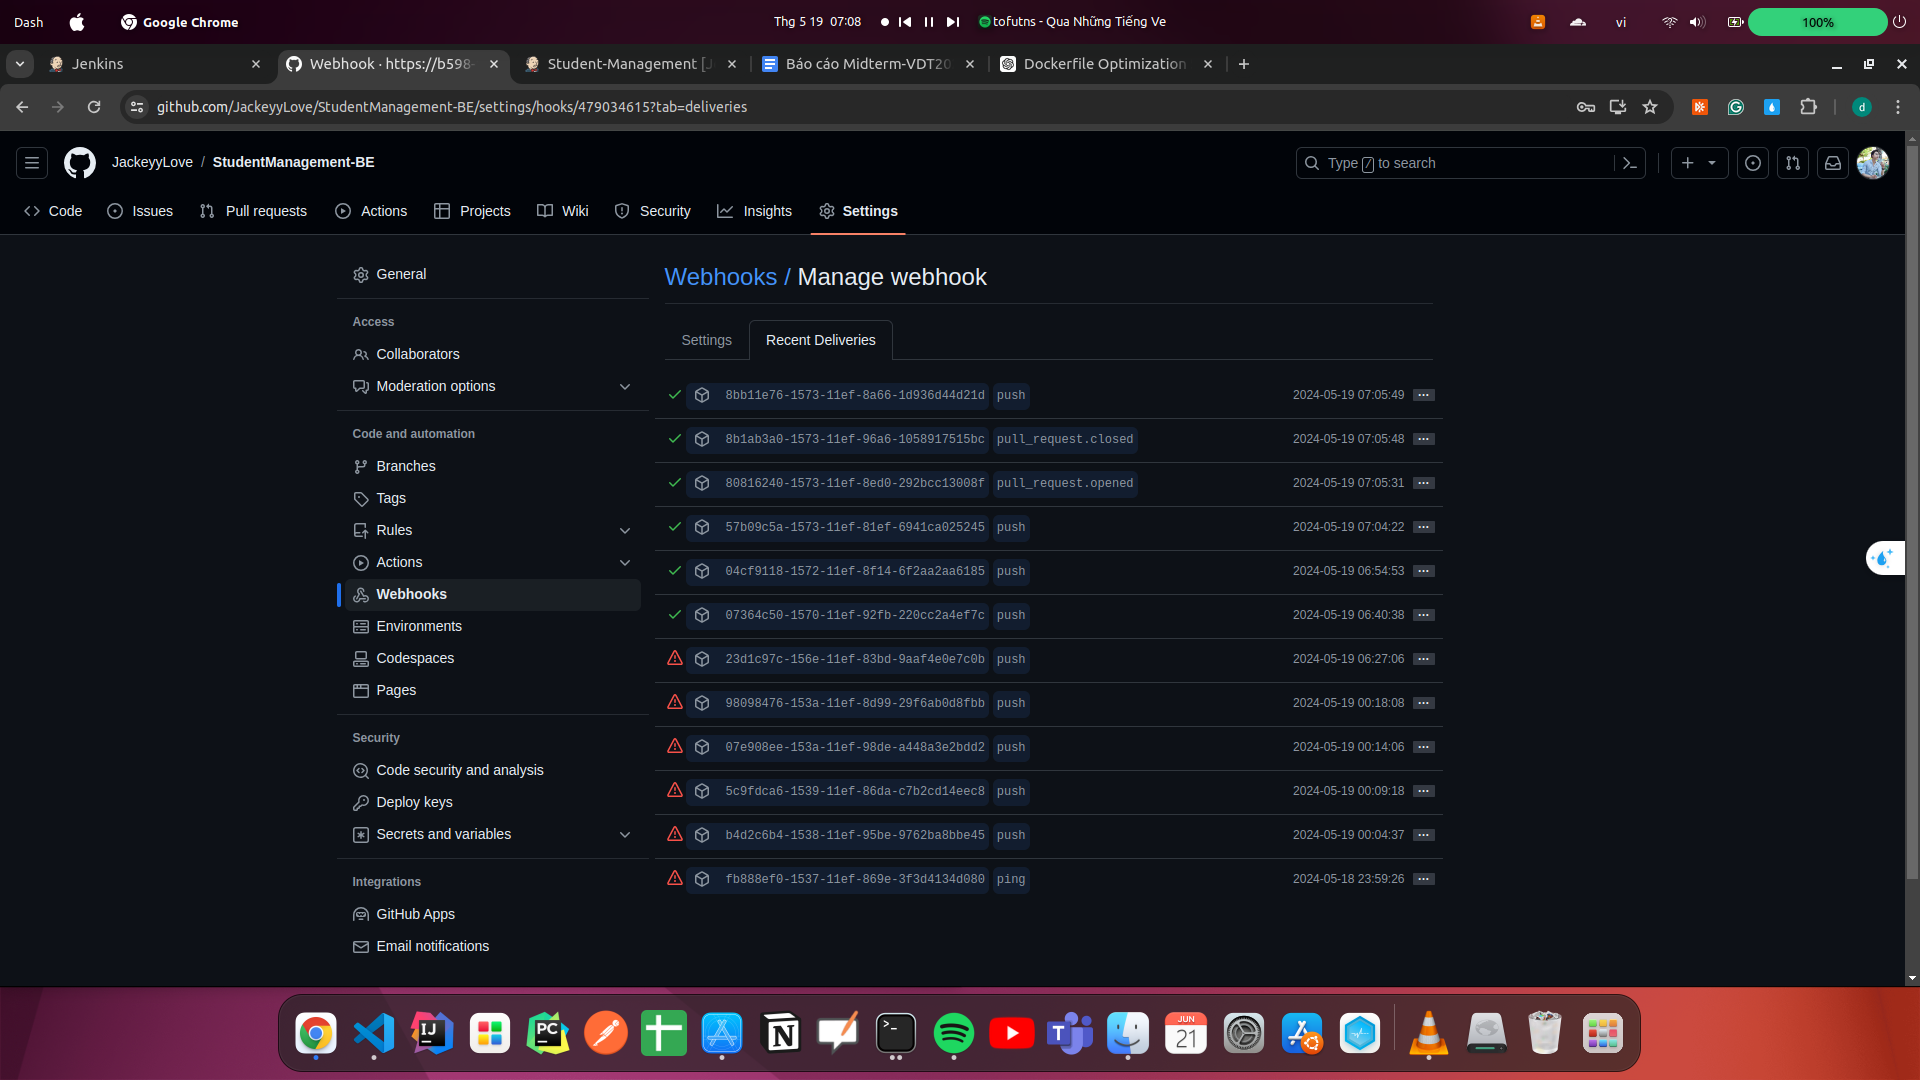 Dash
Google Chrome
Thg 5 19 07:08
tofutns - Qua Những Tiếng Ve
vi
100%
Jenkins
Webhook · https://b598-
Student-Management [J
Báo cáo Midterm-VDT20
Dockerfile Optimization
github.com/JackeyyLove/StudentManagement-BE/settings/hooks/479034615?tab=deliveries
d
JackeyyLove / StudentManagement-BE
Type / to search
Code
Issues
Pull requests
Actions
Projects
Wiki
Security
Insights
Settings
General
Access
Collaborators
Moderation options
Code and automation
Branches
Tags
Rules
Actions
Webhooks
Environments
Codespaces
Pages
Security
Code security and analysis
Deploy keys
Secrets and variables
Integrations
GitHub Apps
Email notifications
Webhooks / Manage webhook
Settings
Recent Deliveries
8bb11e76-1573-11ef-8a66-1d936d44d21d push 2024-05-19 07:05:49
8b1ab3a0-1573-11ef-96a6-1058917515bc pull_request.closed 2024-05-19 07:05:48
80816240-1573-11ef-8ed0-292bcc13008f pull_request.opened 2024-05-19 07:05:31
57b09c5a-1573-11ef-81ef-6941ca025245 push 2024-05-19 07:04:22
04cf9118-1572-11ef-8f14-6f2aa2aa6185 push 2024-05-19 06:54:53
07364c50-1570-11ef-92fb-220cc2a4ef7c push 2024-05-19 06:40:38
23d1c97c-156e-11ef-83bd-9aaf4e0e7c0b push 2024-05-19 06:27:06
98098476-153a-11ef-8d99-29f6ab0d8fbb push 2024-05-19 00:18:08
07e908ee-153a-11ef-98de-a448a3e2bdd2 push 2024-05-19 00:14:06
5c9fdca6-1539-11ef-86da-c7b2cd14eec8 push 2024-05-19 00:09:18
b4d2c6b4-1538-11ef-95be-9762ba8bbe45 push 2024-05-19 00:04:37
fb888ef0-1537-11ef-869e-3f3d4134d080 ping 2024-05-18 23:59:26
IJ
PC
N
T
JUN
21